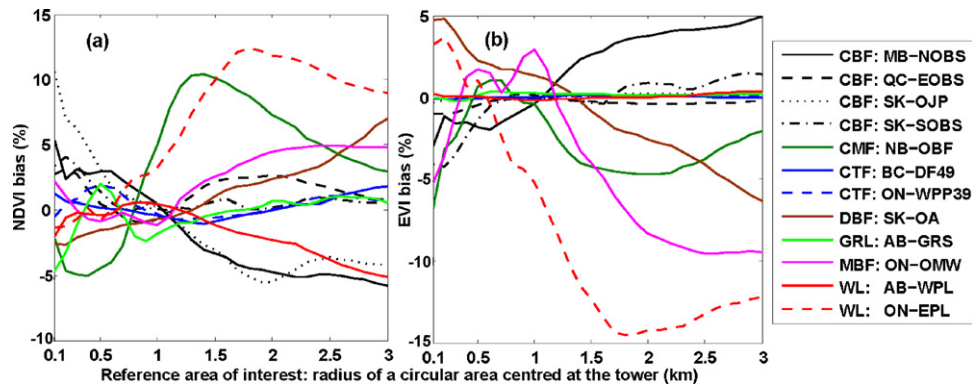 (a)
NDVI bias (%)
15
10
5
0
-5
-10
0.1 0.5 1.0 1.5 2.0 2.5 3
(b)
EVI bias (%)
5
0
-5
-10
-15
0.1 0.5 1 1.5 2 2.5 3
Reference area of interest: radius of a circular area centred at the tower (km)
CBF: MB-NOBS
CBF: QC-EOBS
CBF: SK-OJP
CBF: SK-SOBS
CMF: NB-OBF
CTF: BC-DF49
CTF: ON-WPP39
DBF: SK-OA
GRL: AB-GRS
MBF: ON-OMW
WL: AB-WPL
WL: ON-EPL